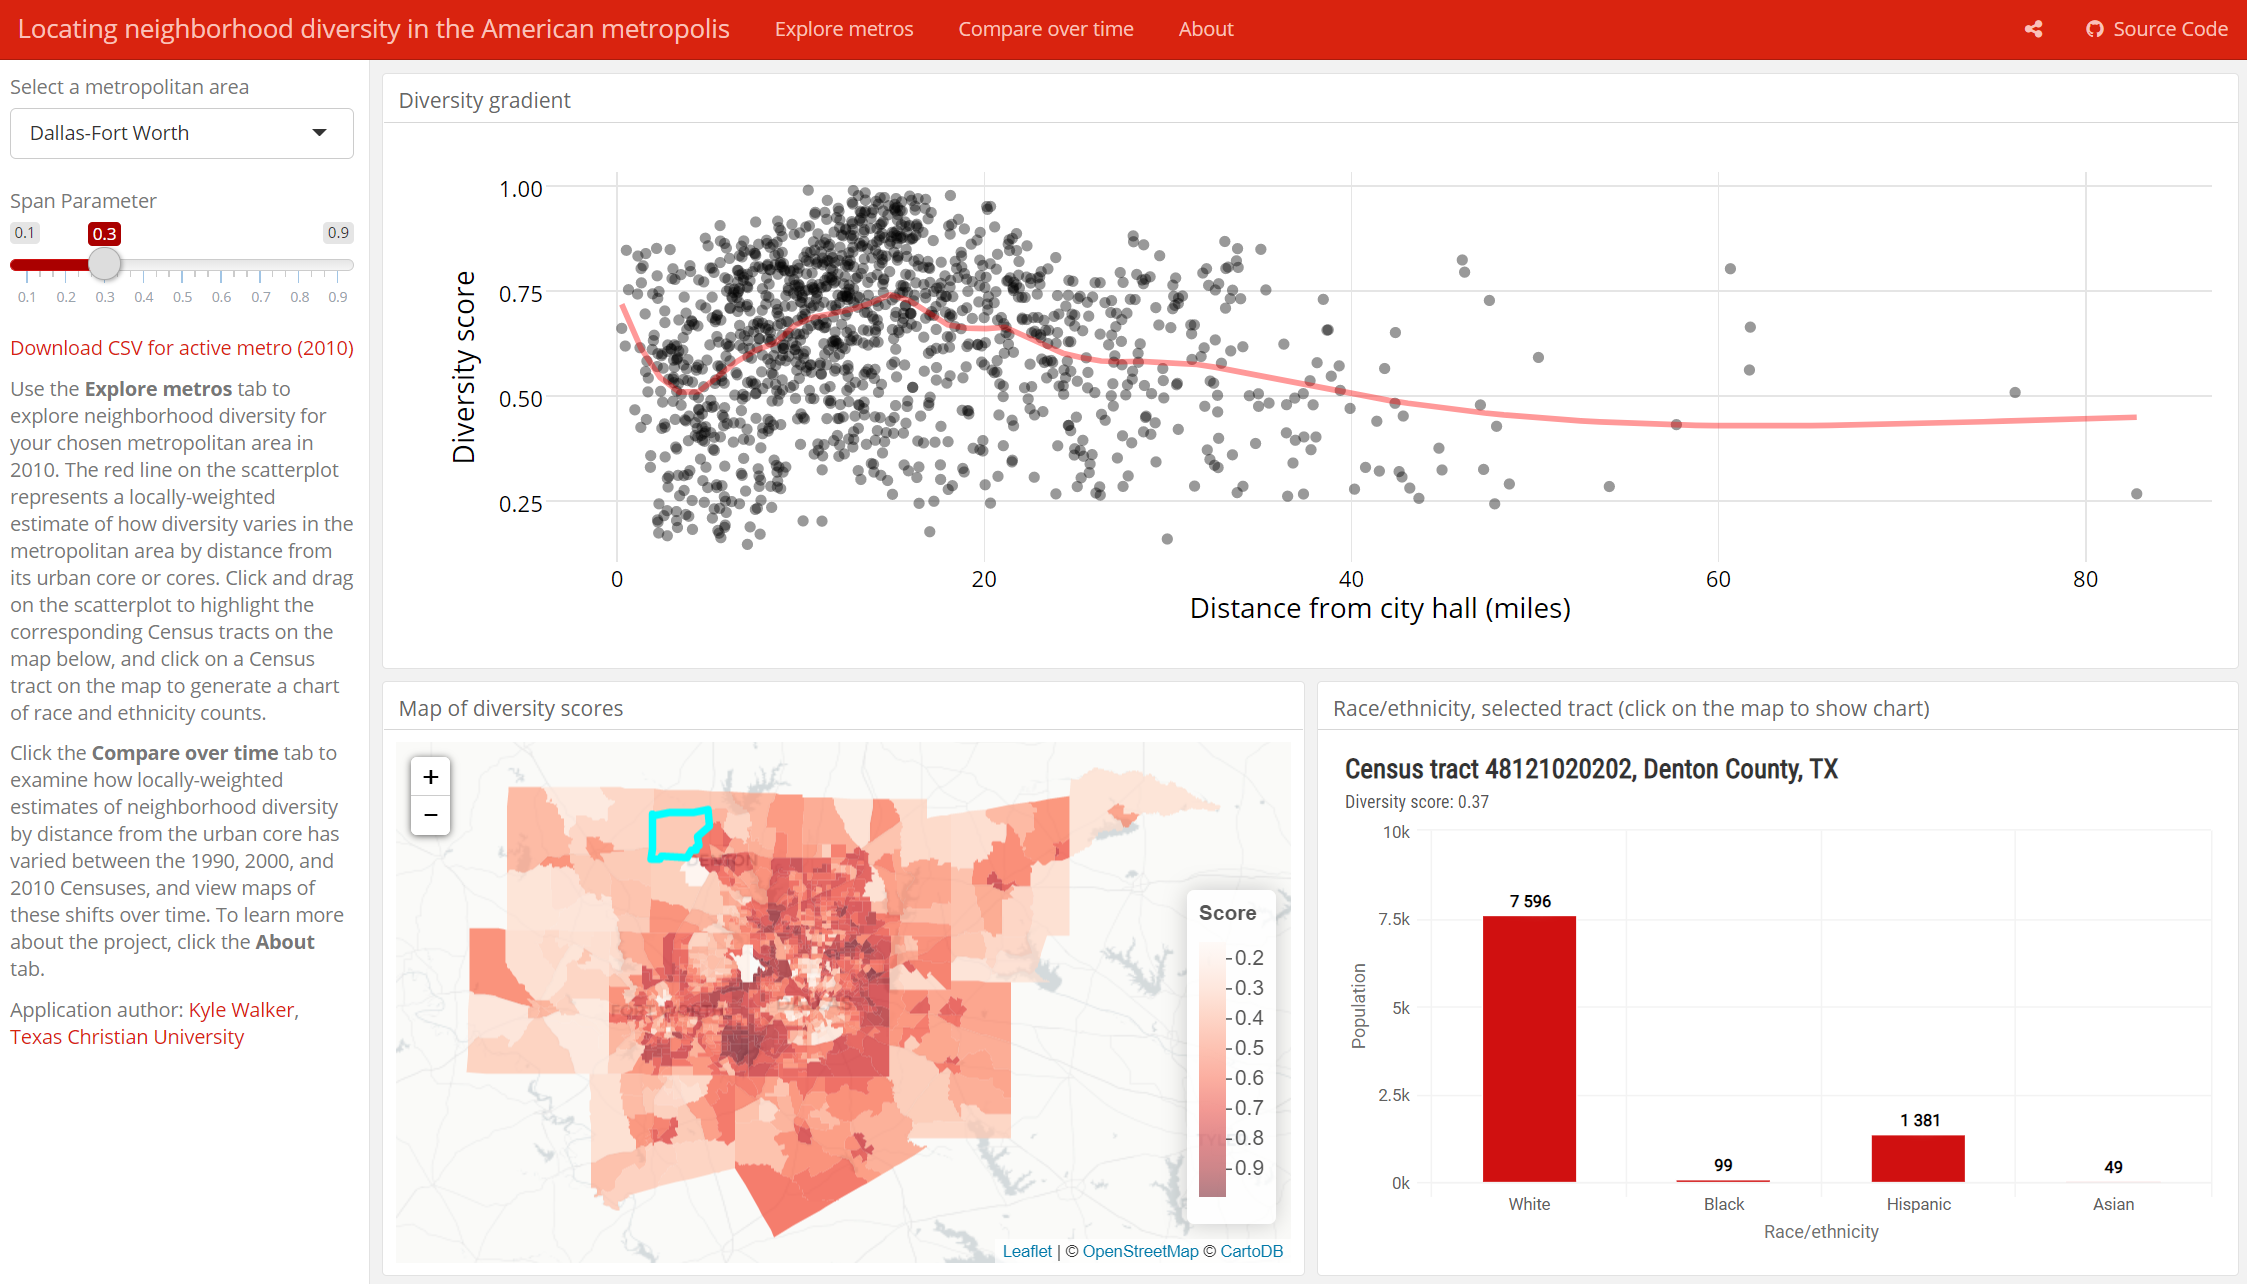 Locating neighborhood diversity in the American metropolis
Explore metros
Compare over time
About
Source Code
Select a metropolitan area
Dallas-Fort Worth
Span Parameter
0.1
0.3
0.9
0.1 0.2 0.3 0.4 0.5 0.6 0.7 0.8 0.9
Download CSV for active metro (2010)
Use the Explore metros tab to
explore neighborhood diversity for
your chosen metropolitan area in
2010. The red line on the scatterplot
represents a locally-weighted
estimate of how diversity varies in the
metropolitan area by distance from
its urban core or cores. Click and drag
on the scatterplot to highlight the
corresponding Census tracts on the
map below, and click on a Census
tract on the map to generate a chart
of race and ethnicity counts.
Click the Compare over time tab to
examine how locally-weighted
estimates of neighborhood diversity
by distance from the urban core has
varied between the 1990, 2000, and
2010 Censuses, and view maps of
these shifts over time. To learn more
about the project, click the About
tab.
Application author: Kyle Walker,
Texas Christian University
Diversity gradient
Diversity score
1.00
0.75
0.50
0.25
0 20 40 60 80
Distance from city hall (miles)
Map of diversity scores
+
−
DENTON
FORT WORTH
Score
0.2
0.3
0.4
0.5
0.6
0.7
0.8
0.9
Leaflet | © OpenStreetMap © CartoDB
Race/ethnicity, selected tract (click on the map to show chart)
Census tract 48121020202, Denton County, TX
Diversity score: 0.37
Population
10k
7.5k
5k
2.5k
0k
7 596
99
1 381
49
White Black Hispanic Asian
Race/ethnicity